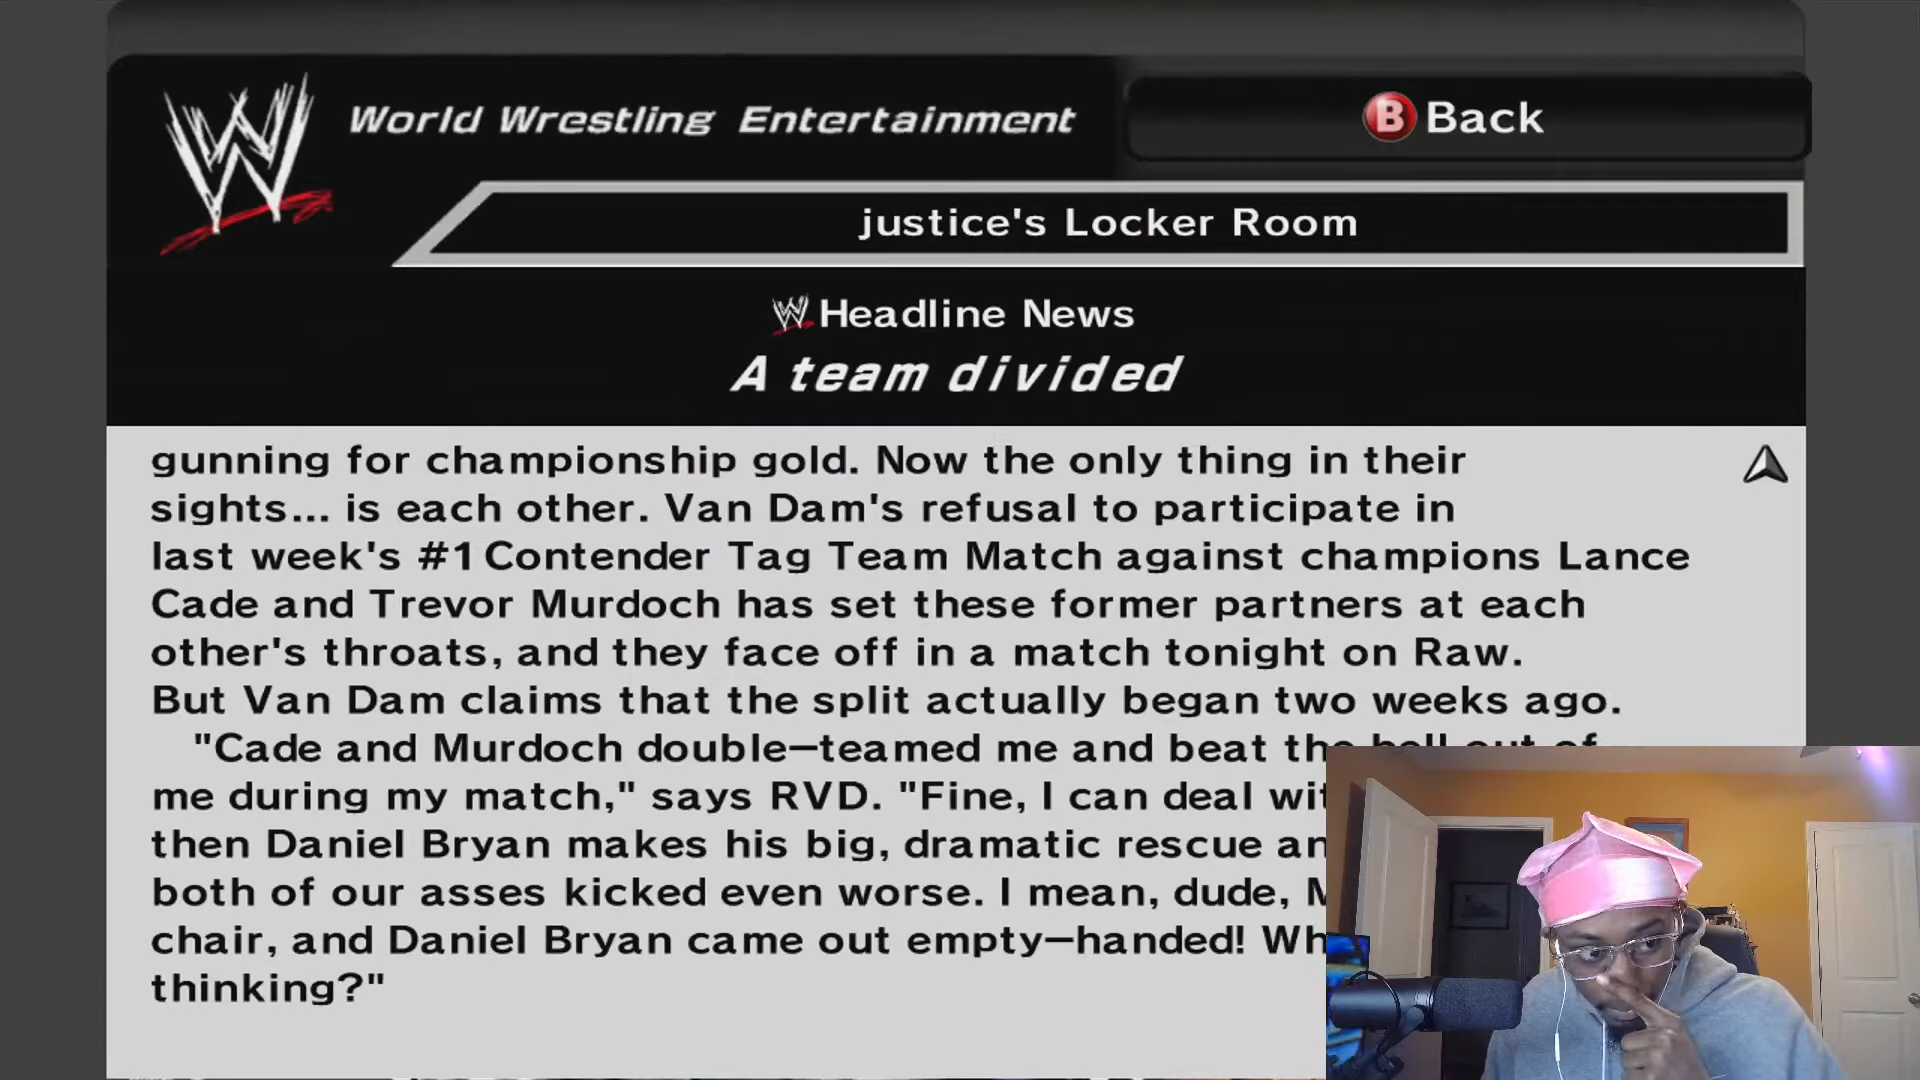 World Wrestling Entertainment
B Back
justice's Locker Room
Headline News
A team divided
gunning for championship gold. Now the only thing in their
sights... is each other. Van Dam's refusal to participate in
last week's #1 Contender Tag Team Match against champions Lance
Cade and Trevor Murdoch has set these former partners at each
other's throats, and they face off in a match tonight on Raw.
But Van Dam claims that the split actually began two weeks ago.
"Cade and Murdoch double-teamed me and beat the hell out of
me during my match," says RVD. "Fine, I can deal
then Daniel Bryan makes his big, dramatic rescue
both of our asses kicked even worse. I mean, dude,
chair, and Daniel Bryan came out empty-handed!
thinking?"